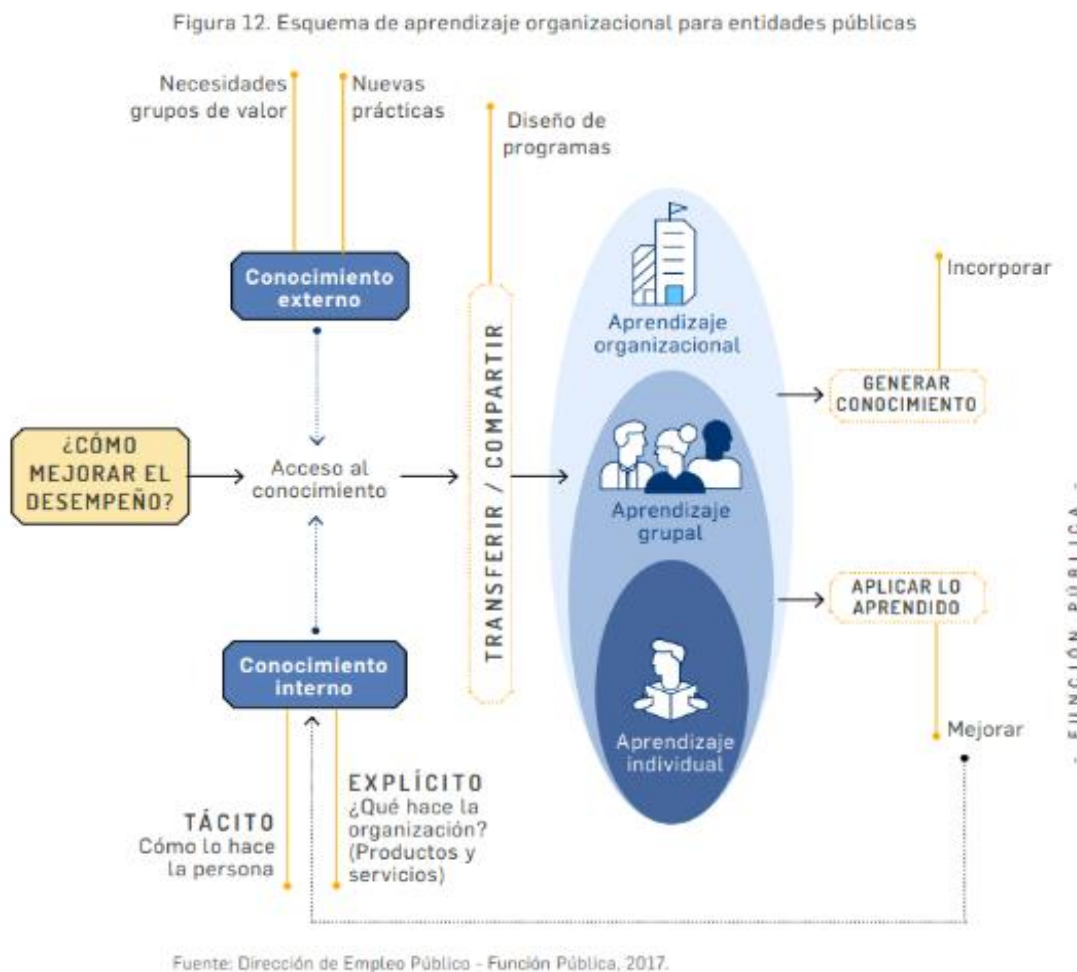 Figura 12. Esquema de aprendizaje organizacional para entidades públicas
Necesidades
grupos de valor
Nuevas
prácticas
Diseño de
programas
Conocimiento
externo
Aprendizaje
organizacional
Incorporar
GENERAR
CONOCIMIENTO
¿CÓMO
MEJORAR EL
DESEMPEÑO?
Acceso al
conocimiento
TRANSFERIR / COMPARTIR
Aprendizaje
grupal
APLICAR LO
APRENDIDO
Conocimiento
interno
Aprendizaje
individual
Mejorar
TÁCITO
Cómo lo hace
la persona
EXPLÍCITO
¿Qué hace la
organización?
(Productos y
servicios)
- FUNCIÓN PÚBLICA -
Fuente: Dirección de Empleo Público - Función Pública, 2017.